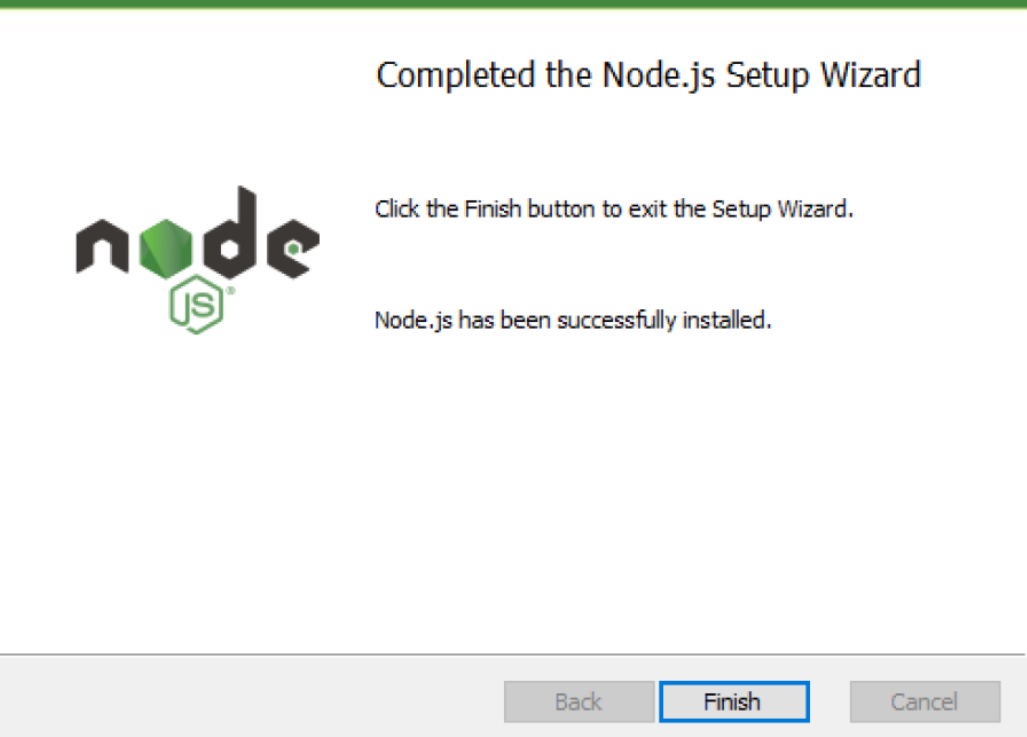 Completed the Node.js Setup Wizard
Click the Finish button to exit the Setup Wizard.
node
JS®
Node.js has been successfully installed.
Back Finish Cancel